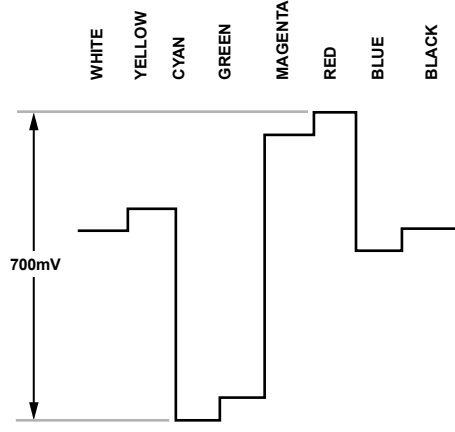 WHITE
YELLOW
CYAN
GREEN
MAGENTA
RED
BLUE
BLACK
700mV